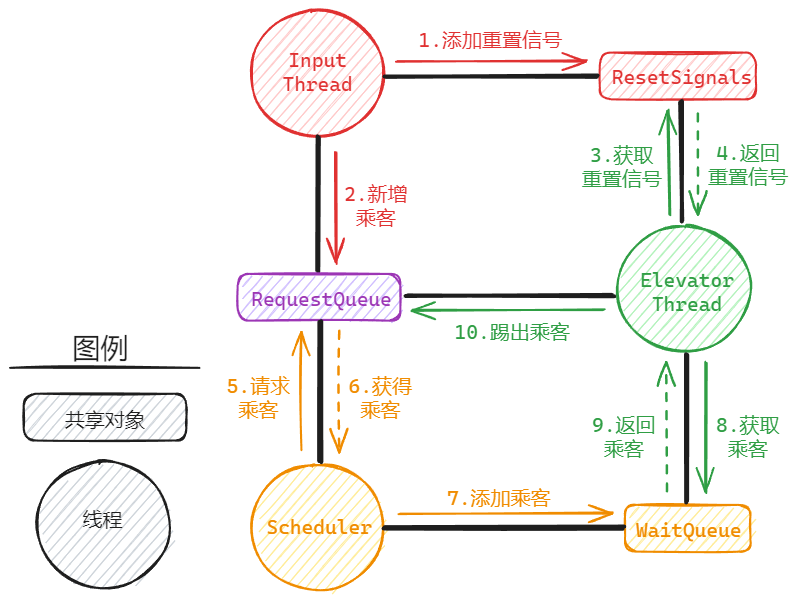 Input
Thread
1.添加重置信号
ResetSignals
3.获取
重置信号
4.返回
重置信号
2.新增
乘客
RequestQueue
Elevator
Thread
10.踢出乘客
图例
共享对象
线程
5.请求
乘客
6.获得
乘客
9.返回
乘客
8.获取
乘客
Scheduler
7.添加乘客
WaitQueue